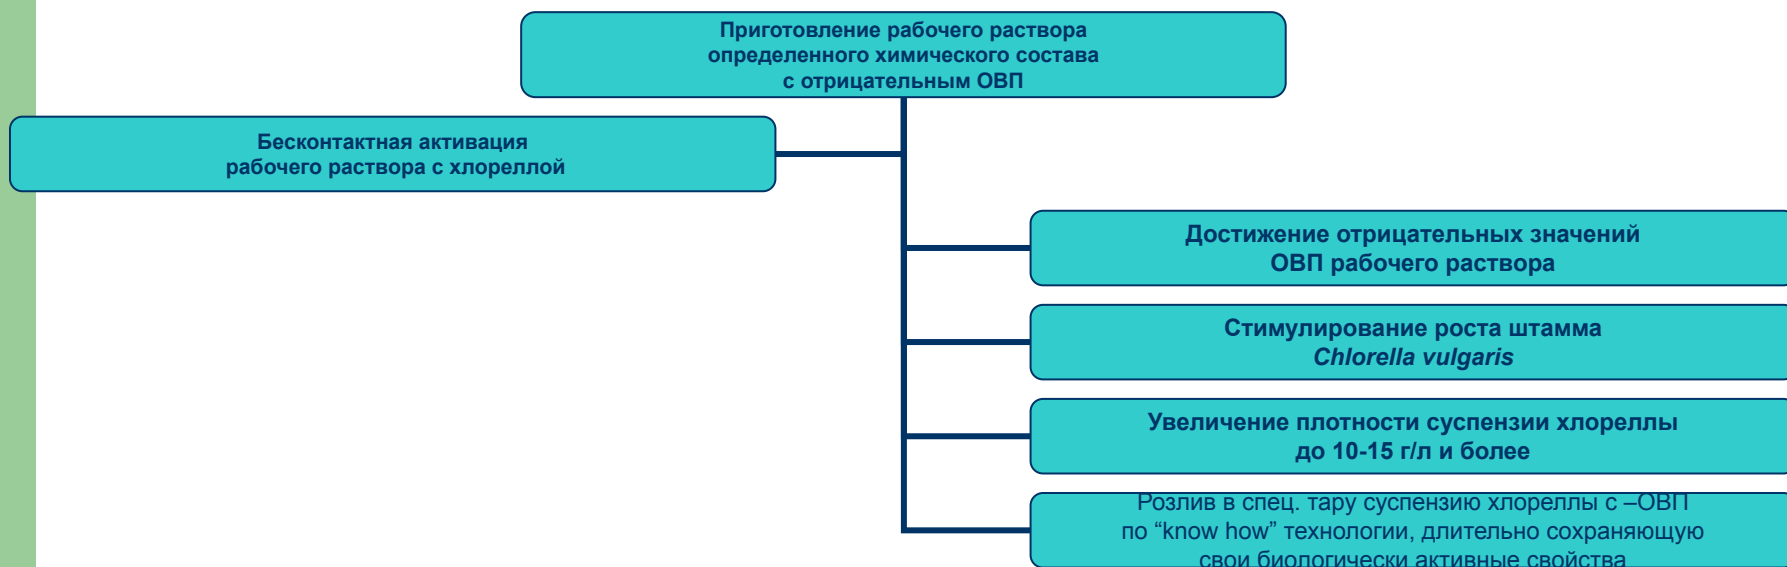 Приготовление рабочего раствора
определенного химического состава
с отрицательным ОВП
Бесконтактная активация
рабочего раствора с хлореллой
Достижение отрицательных значений
ОВП рабочего раствора
Стимулирование роста штамма
Chlorella vulgaris
Увеличение плотности суспензии хлореллы
до 10-15 г/л и более
Розлив в спец. тару суспензию хлореллы с –ОВП
по “know how” технологии, длительно сохраняющую
свои биологически активные свойства